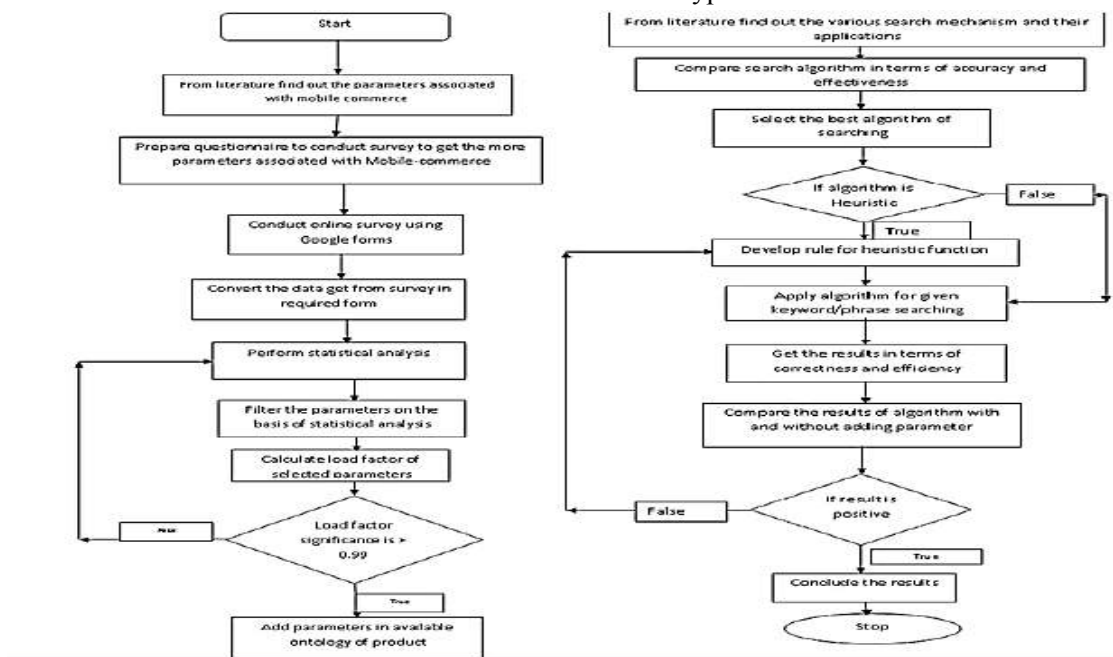 Start
From literature find out the parameters associated
with mobile commerce
Prepare questionnaire to conduct survey to get the more
parameters associated with Mobile-commerce
Conduct online survey using
Google forms
Convert the data get from survey in
required form
Perform statistical analysis
Filter the parameters on the
basis of statistical analysis
Calculate load factor of
selected parameters
Load factor
significance is >
0.99
True
Add parameters in available
ontology of product
From literature find out the various search mechanism and their
applications
Compare search algorithm in terms of accuracy and
effectiveness
Select the best algorithm of
searching
If algorithm is
Heuristic
False
True
Develop rule for heuristic function
Apply algorithm for given
keyword/phrase searching
Get the results in terms of
correctness and efficiency
Compare the results of algorithm with
and without adding parameter
If result is
positive
False
True
Conclude the results
Stop